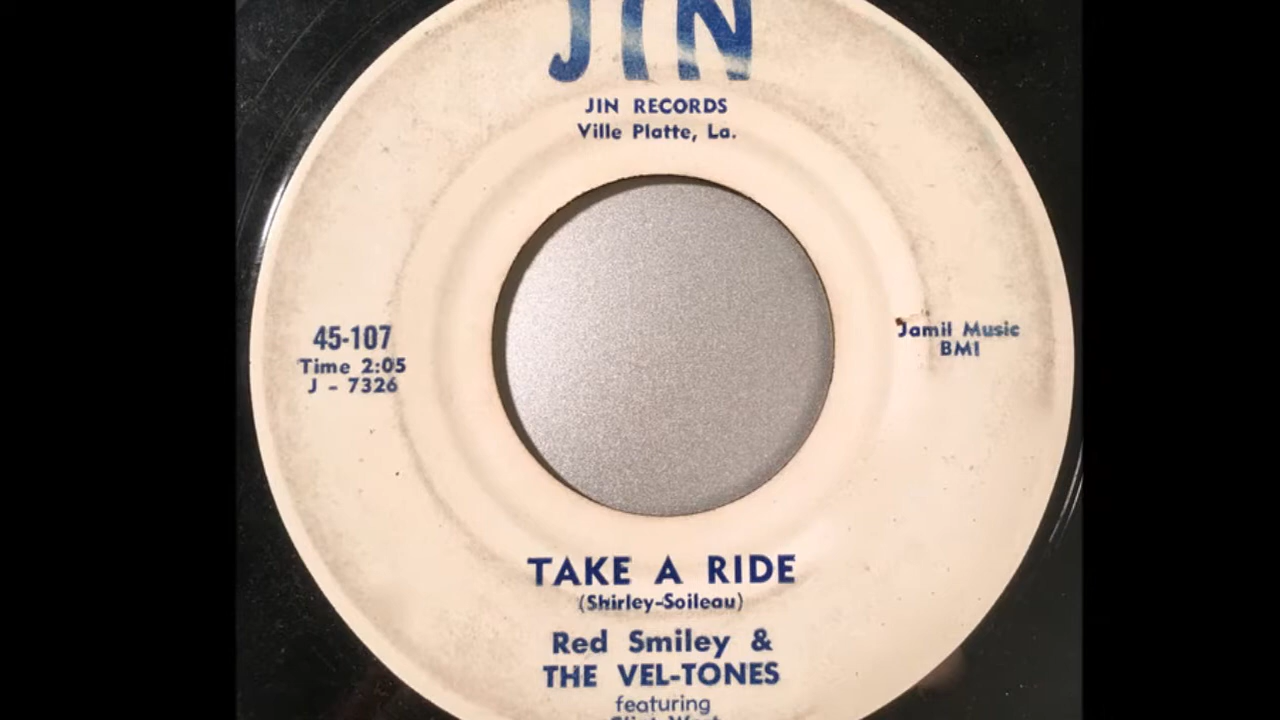 JIN
JIN RECORDS
Ville Platte, La.
45-107
Time 2:05
J - 7326
Jamil Music
BMI
TAKE A RIDE
(Shirley-Soileau)
Red Smiley &
THE VEL-TONES
featuring